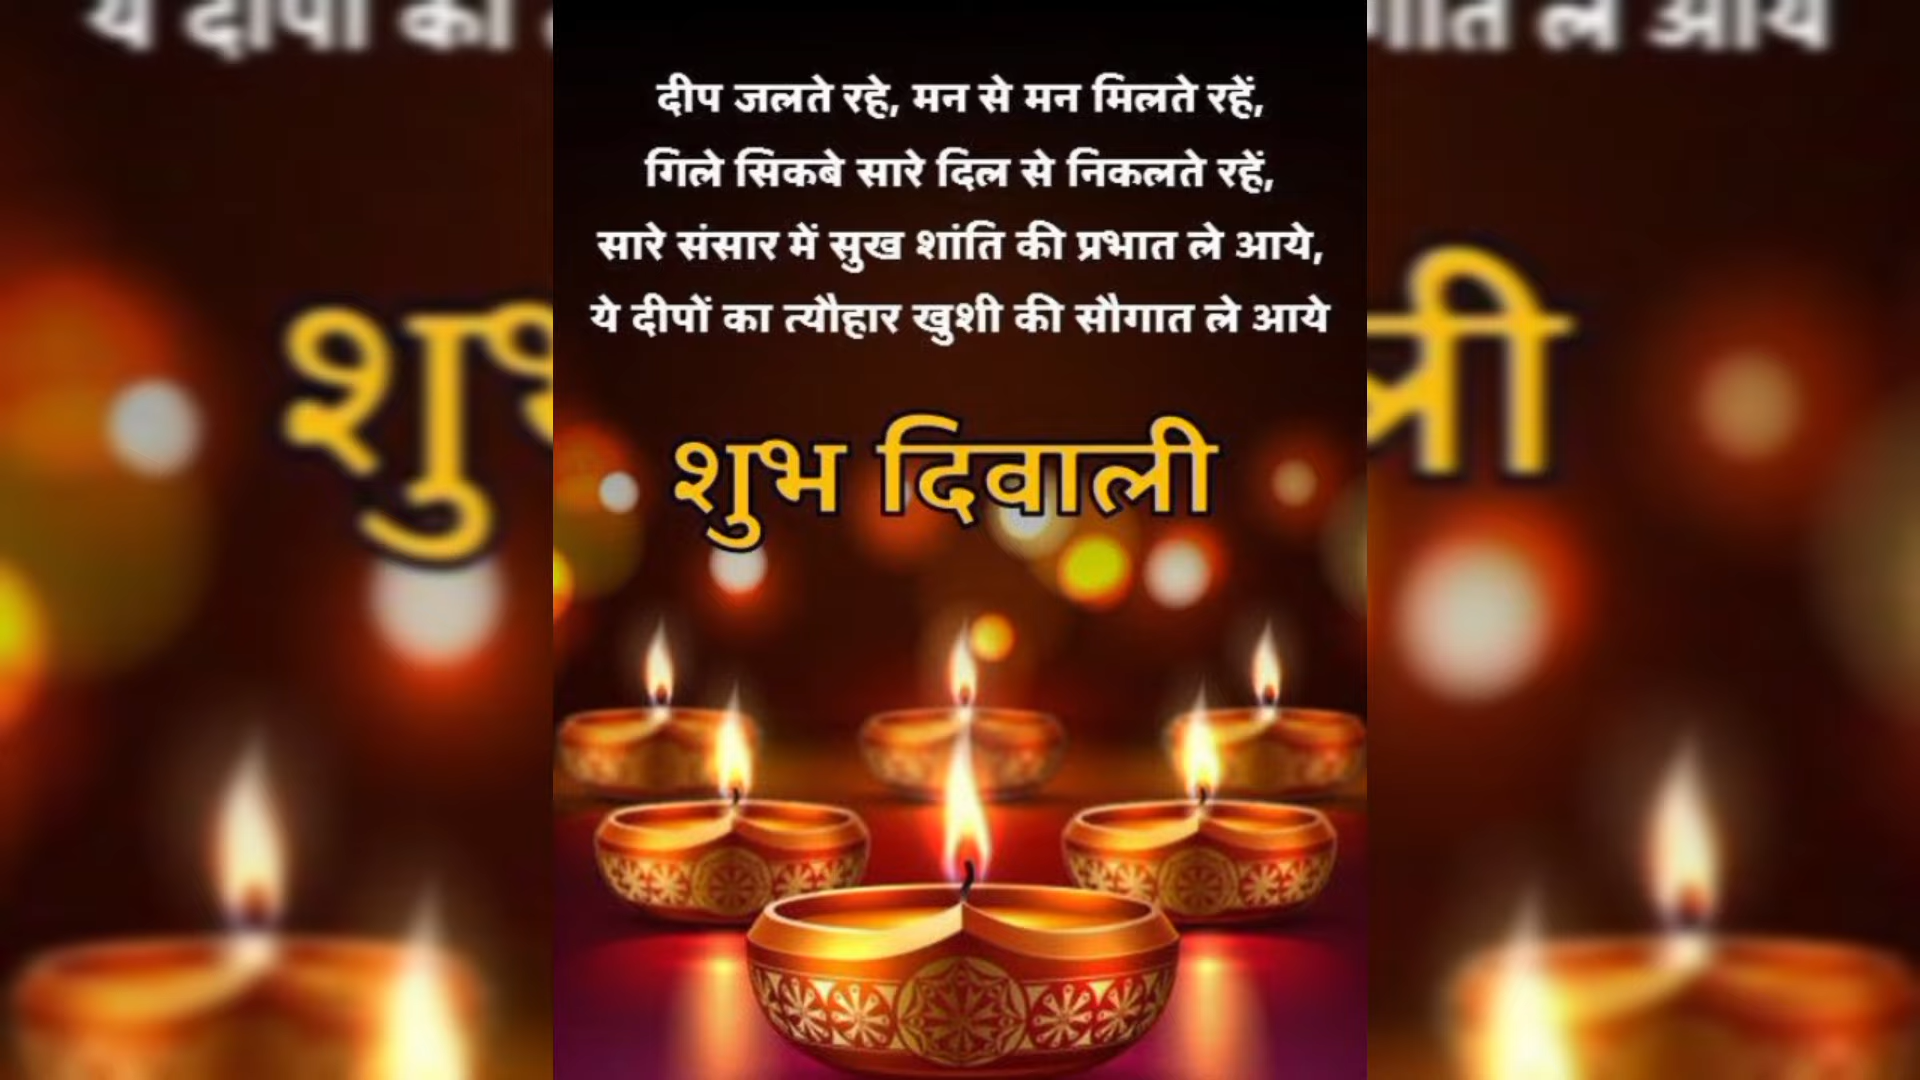 दीप जलते रहे, मन से मन मिलते रहें,
गिले सिकबे सारे दिल से निकलते रहें,
सारे संसार में सुख शांति की प्रभात ले आये,
ये दीपों का त्यौहार खुशी की सौगात ले आये
शुभ दिवाली